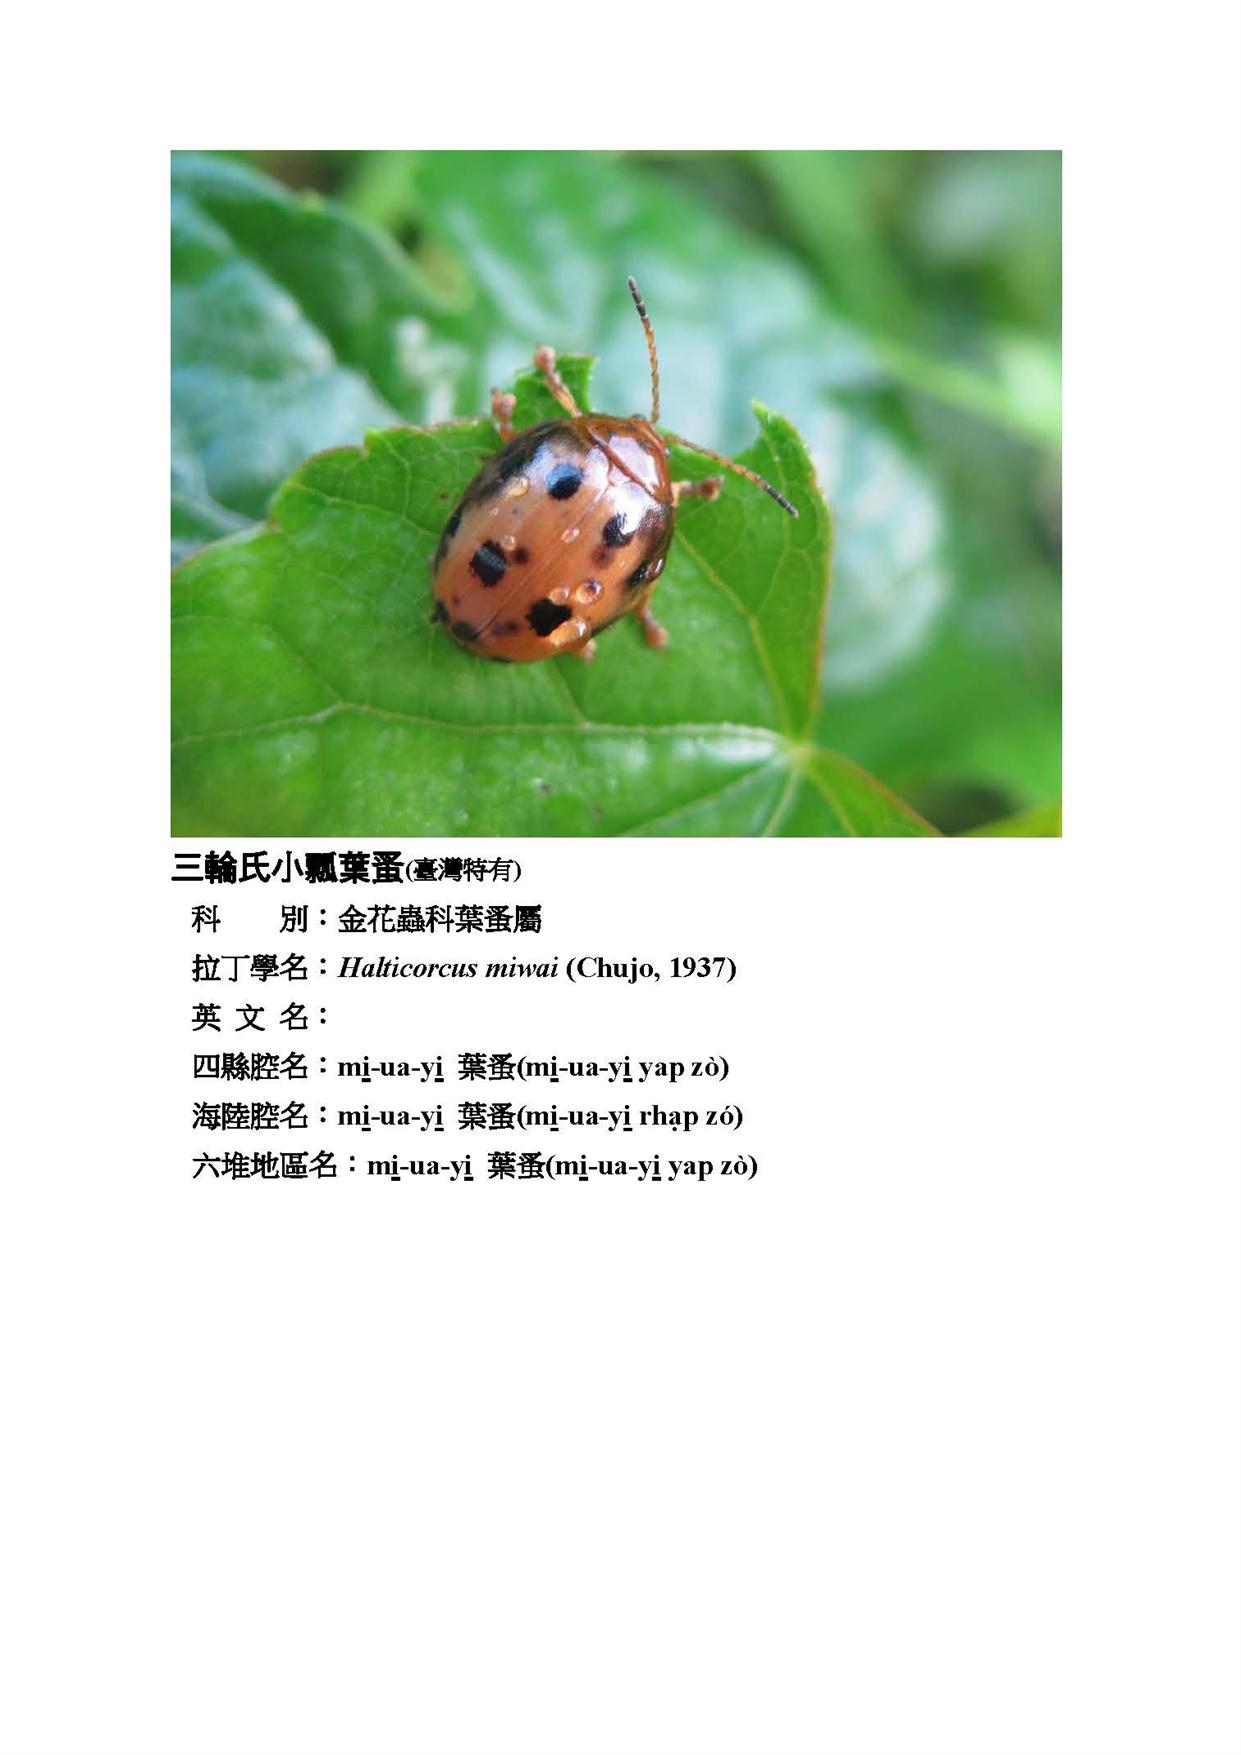 三輪氏小瓢葉蚤(臺灣特有)
科　　別：金花蟲科葉蚤屬
拉丁學名：Halticorcus miwai (Chujo, 1937)
英 文 名：
四縣腔名：mi-ua-yi 葉蚤(mi-ua-yi yap zò)
海陸腔名：mi-ua-yi 葉蚤(mi-ua-yi rhap zó)
六堆地區名：mi-ua-yi 葉蚤(mi-ua-yi yap zò)